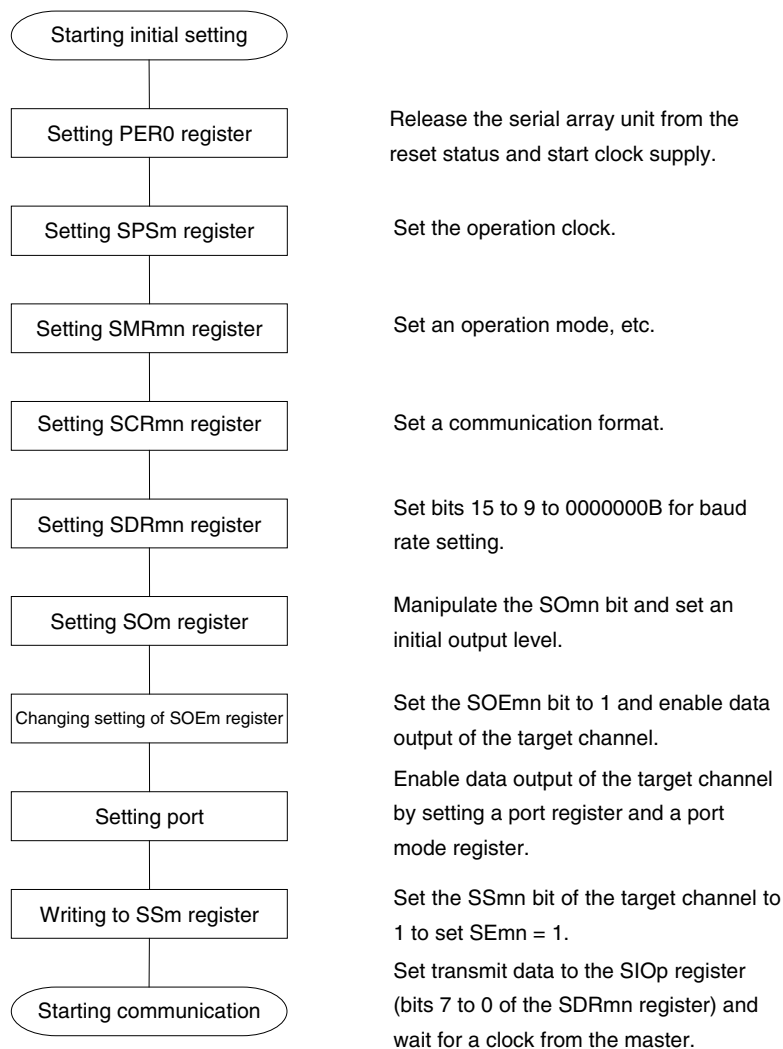 Starting initial setting
Setting PER0 register
Release the serial array unit from the
reset status and start clock supply.
Setting SPSm register
Set the operation clock.
Setting SMRmn register
Set an operation mode, etc.
Setting SCRmn register
Set a communication format.
Setting SDRmn register
Set bits 15 to 9 to 0000000B for baud
rate setting.
Setting SOm register
Manipulate the SOmn bit and set an
initial output level.
Changing setting of SOEm register
Set the SOEmn bit to 1 and enable data
output of the target channel.
Setting port
Enable data output of the target channel
by setting a port register and a port
mode register.
Writing to SSm register
Set the SSmn bit of the target channel to
1 to set SEmn = 1.
Starting communication
Set transmit data to the SIOp register
(bits 7 to 0 of the SDRmn register) and
wait for a clock from the master.